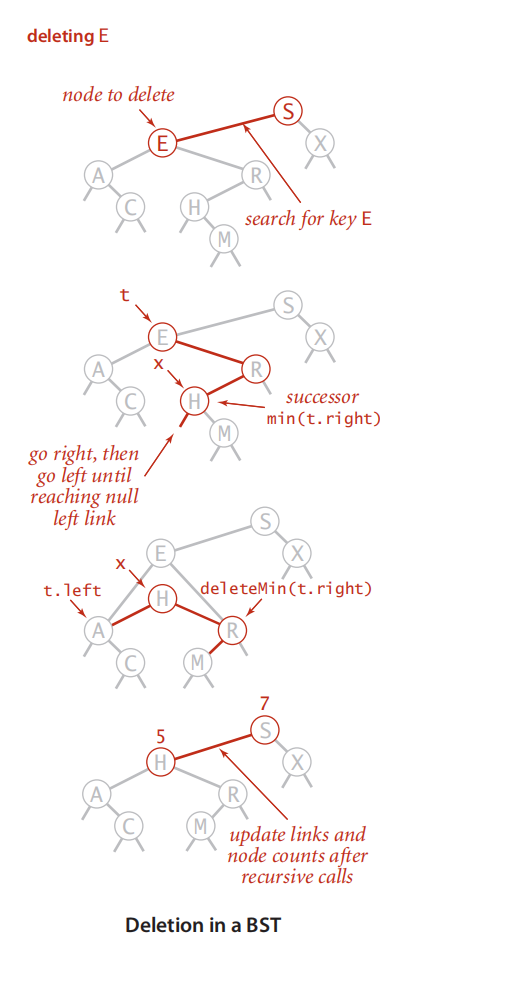 deleting E
node to delete
S
E
X
A
R
C
H
search for key E
M
t
S
E
X
x
A
R
C
H
successor
min(t.right)
M
go right, then
go left until
reaching null
left link
S
E
X
x
t.left
H
deleteMin(t.right)
A
R
C
M
7
5
S
H
X
A
R
C
M
update links and
node counts after
recursive calls
Deletion in a BST